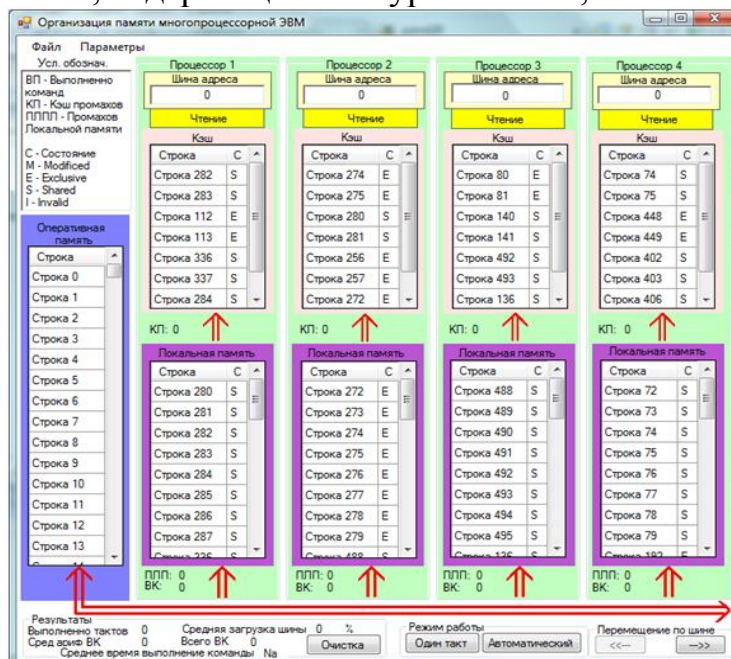 Организация памяти многопроцессорной ЭВМ
Файл Параметры
Усл. обознач.
ВП - Выполненно
команд
КП - Кэш промахов
ПЛПП - Промахов
Локальной памяти
С - Состояние
M - Modificed
E - Exclusive
S - Shared
I - Invalid
Оперативная
память
Строка
Строка 0
Строка 1
Строка 2
Строка 3
Строка 4
Строка 5
Строка 6
Строка 7
Строка 8
Строка 9
Строка 10
Строка 11
Строка 12
Строка 13
Процессор 1
Шина адреса
0
Чтение
Кэш
Строка С
Строка 282 S
Строка 283 S
Строка 112 E
Строка 113 E
Строка 336 S
Строка 337 S
Строка 284 S
КП: 0
Локальная память
Строка С
Строка 280 S
Строка 281 S
Строка 282 S
Строка 283 S
Строка 284 S
Строка 285 S
Строка 286 S
Строка 287 S
Строка 336 S
ПЛП: 0
ВК: 0
Процессор 2
Шина адреса
0
Чтение
Кэш
Строка С
Строка 274 E
Строка 275 E
Строка 280 S
Строка 281 S
Строка 256 E
Строка 257 E
Строка 272 E
КП: 0
Локальная память
Строка С
Строка 272 E
Строка 273 E
Строка 274 E
Строка 275 E
Строка 276 E
Строка 277 E
Строка 278 E
Строка 279 E
Строка 488 S
ПЛП: 0
ВК: 0
Процессор 3
Шина адреса
0
Чтение
Кэш
Строка С
Строка 80 E
Строка 81 E
Строка 140 S
Строка 141 S
Строка 492 S
Строка 493 S
Строка 136 S
КП: 0
Локальная память
Строка С
Строка 488 S
Строка 489 S
Строка 490 S
Строка 491 S
Строка 492 S
Строка 493 S
Строка 494 S
Строка 495 S
Строка 136 S
ПЛП: 0
ВК: 0
Процессор 4
Шина адреса
0
Чтение
Кэш
Строка С
Строка 74 S
Строка 75 S
Строка 448 E
Строка 449 E
Строка 402 S
Строка 403 S
Строка 406 S
КП: 0
Локальная память
Строка С
Строка 72 S
Строка 73 S
Строка 74 S
Строка 75 S
Строка 76 S
Строка 77 S
Строка 78 S
Строка 79 S
Строка 192 E
ПЛП: 0
ВК: 0
Результаты
Выполненно тактов 0 Средняя загрузка шины 0 %
Сред ариф ВК 0 Всего ВК 0
Среднее время выполнение команды Na
Очистка
Режим работы
Один такт Автоматический
Перемещение по шине
<<-- -->>